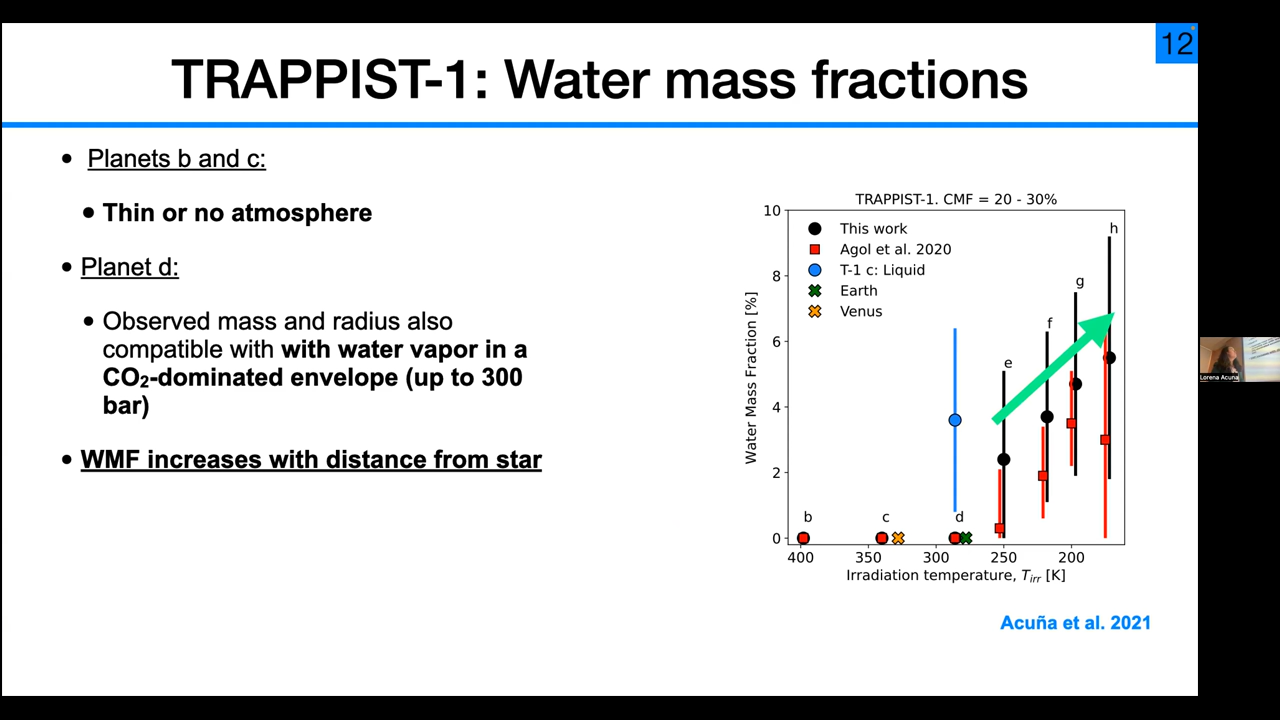 12
TRAPPIST-1: Water mass fractions
• Planets b and c:
• Thin or no atmosphere
• Planet d:
• Observed mass and radius also
compatible with with water vapor in a
CO₂-dominated envelope (up to 300
bar)
• WMF increases with distance from star
TRAPPIST-1. CMF = 20 - 30%
This work
Agol et al. 2020
T-1 c: Liquid
Earth
Venus
Water Mass Fraction [%]
10
8
6
4
2
0
b
c
d
e
f
g
h
400 350 300 250 200
Irradiation temperature, Tirr [K]
Acuña et al. 2021
Lorena Acuna